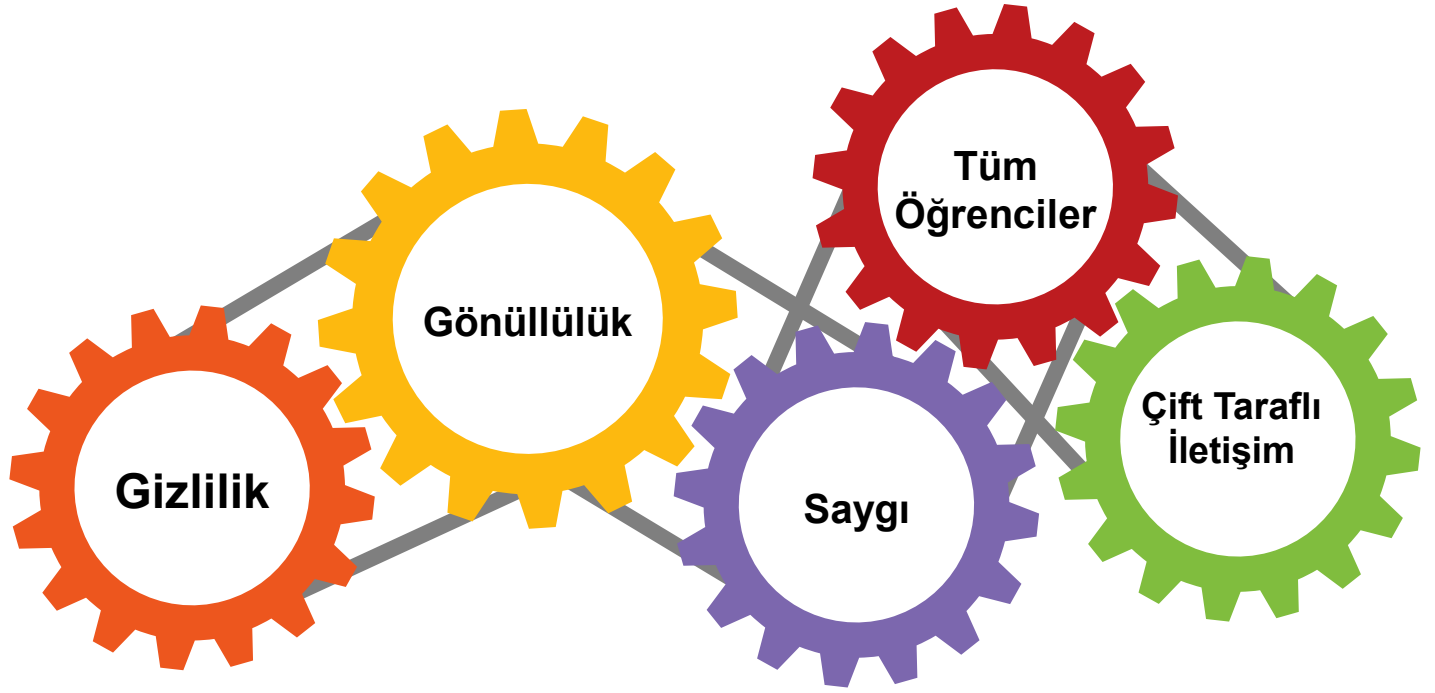 Gizlilik
Gönüllülük
Saygı
Tüm
Öğrenciler
Çift Taraflı
İletişim